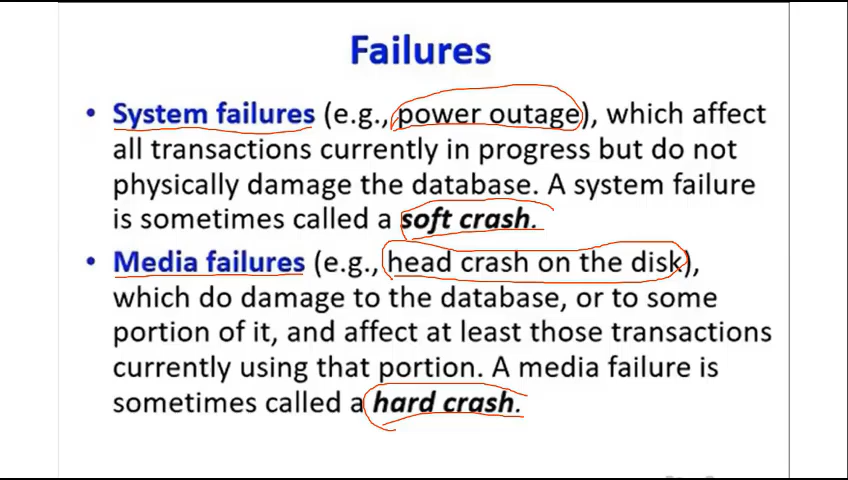 Failures
• System failures (e.g., power outage), which affect
all transactions currently in progress but do not
physically damage the database. A system failure
is sometimes called a soft crash.
• Media failures (e.g., head crash on the disk),
which do damage to the database, or to some
portion of it, and affect at least those transactions
currently using that portion. A media failure is
sometimes called a hard crash.